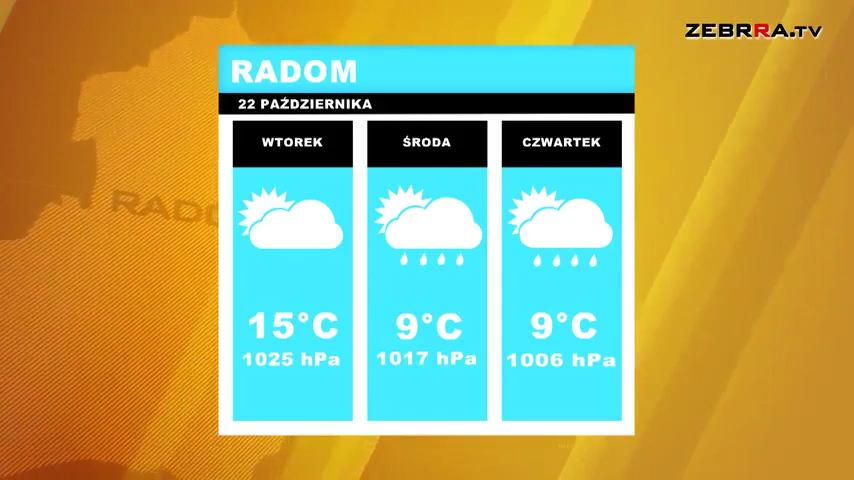 ZEBRRA.TV
RADOM
22 PAŹDZIERNIKA
WTOREK
ŚRODA
CZWARTEK
15°C
9°C
9°C
1025 hPa
1017 hPa
1006 hPa